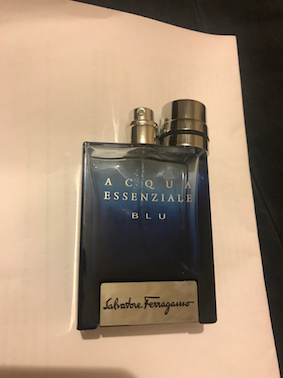 ACQUA
ESSENZIALE
BLU
Salvatore Ferragamo